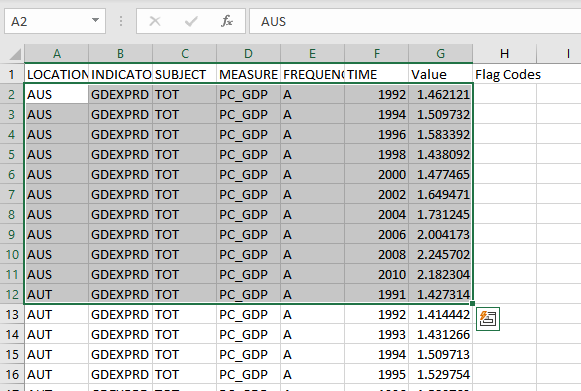 A2 fx AUS
A B C D E F G H I
1 LOCATION INDICATO SUBJECT MEASURE FREQUENC TIME Value Flag Codes
2 AUS GDEXPRD TOT PC_GDP A 1992 1.462121
3 AUS GDEXPRD TOT PC_GDP A 1994 1.509732
4 AUS GDEXPRD TOT PC_GDP A 1996 1.583392
5 AUS GDEXPRD TOT PC_GDP A 1998 1.438092
6 AUS GDEXPRD TOT PC_GDP A 2000 1.477465
7 AUS GDEXPRD TOT PC_GDP A 2002 1.649471
8 AUS GDEXPRD TOT PC_GDP A 2004 1.731245
9 AUS GDEXPRD TOT PC_GDP A 2006 2.004173
10 AUS GDEXPRD TOT PC_GDP A 2008 2.245702
11 AUS GDEXPRD TOT PC_GDP A 2010 2.182304
12 AUT GDEXPRD TOT PC_GDP A 1991 1.427314
13 AUT GDEXPRD TOT PC_GDP A 1992 1.414442
14 AUT GDEXPRD TOT PC_GDP A 1993 1.431266
15 AUT GDEXPRD TOT PC_GDP A 1994 1.509713
16 AUT GDEXPRD TOT PC_GDP A 1995 1.529754